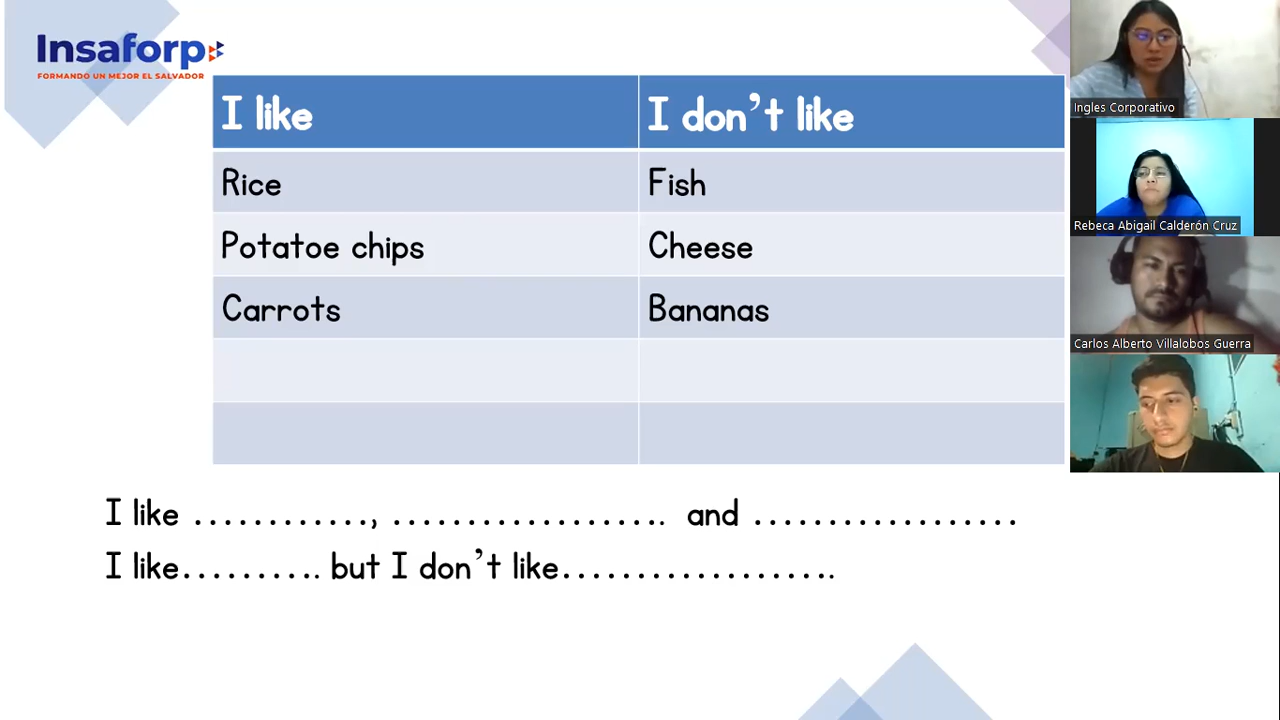 Insaforp
FORMANDO UN MEJOR EL SALVADOR
I like I don't like
Rice Fish
Potatoe chips Cheese
Carrots Bananas
I like ............, ................... and ..................
I like.......... but I don't like...................
Ingles Corporativo
Rebeca Abigail Calderón Cruz
Carlos Alberto Villalobos Guerra